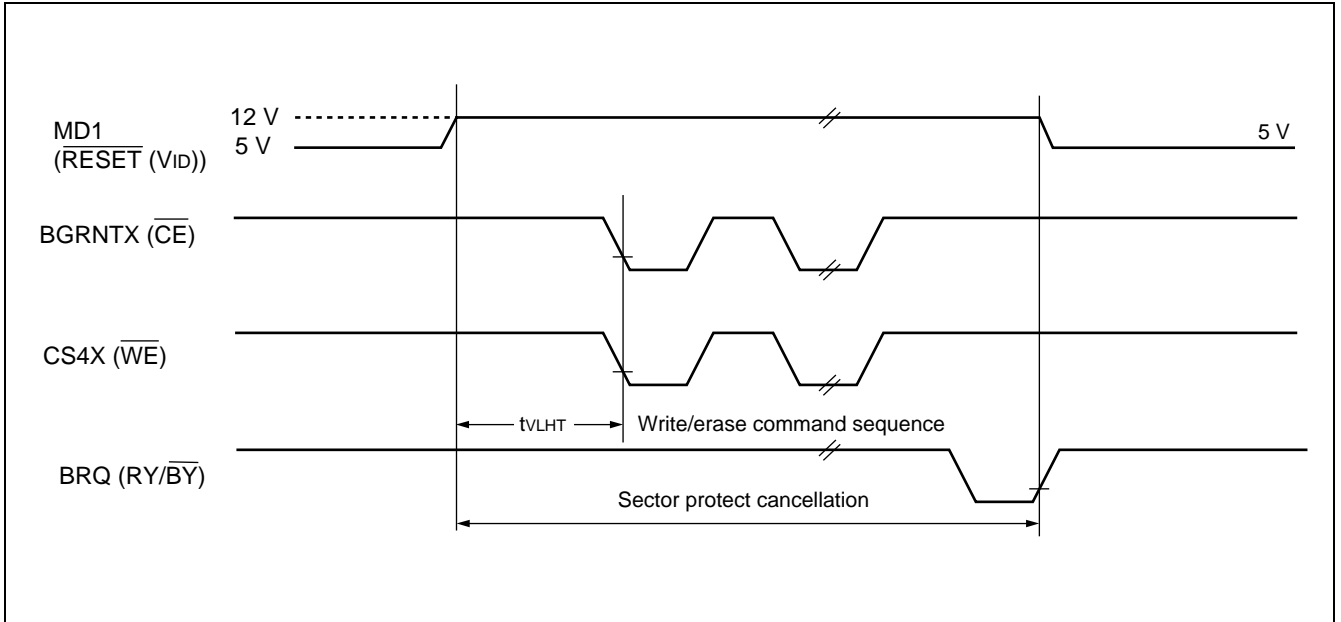 12 V
MD1
5 V
5 V
(RESET (VID))
BGRNTX (CE)
CS4X (WE)
tVLHT
Write/erase command sequence
BRQ (RY/BY)
Sector protect cancellation